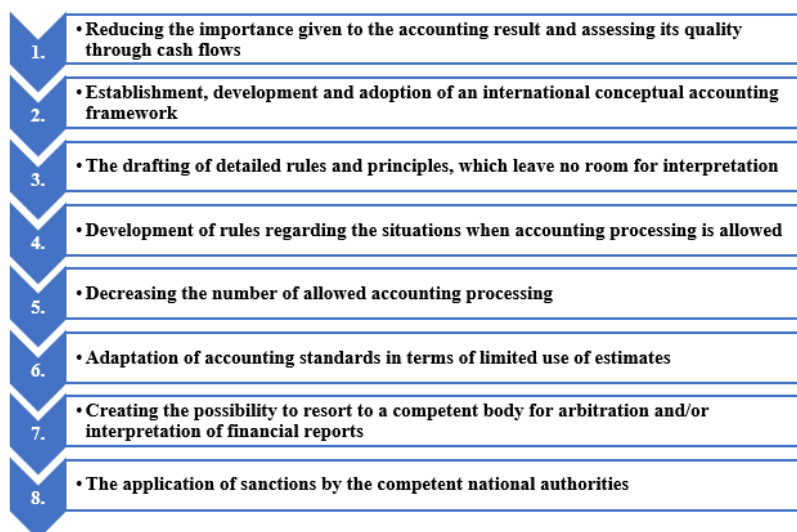 1.
• Reducing the importance given to the accounting result and assessing its quality
through cash flows
2.
• Establishment, development and adoption of an international conceptual accounting
framework
3.
• The drafting of detailed rules and principles, which leave no room for interpretation
4.
• Development of rules regarding the situations when accounting processing is allowed
5.
• Decreasing the number of allowed accounting processing
6.
• Adaptation of accounting standards in terms of limited use of estimates
7.
• Creating the possibility to resort to a competent body for arbitration and/or
interpretation of financial reports
8.
• The application of sanctions by the competent national authorities